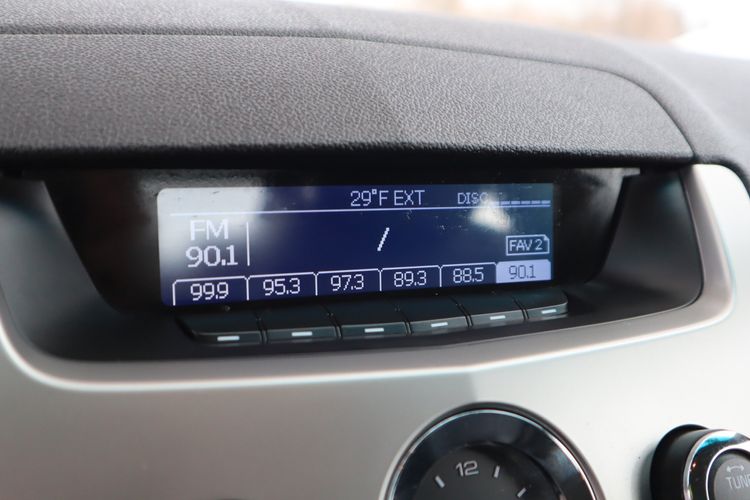 29°F EXT DISC
FM
90.1
/
FAV 2
99.9 95.3 97.3 89.3 88.5 90.1
12
TUNE